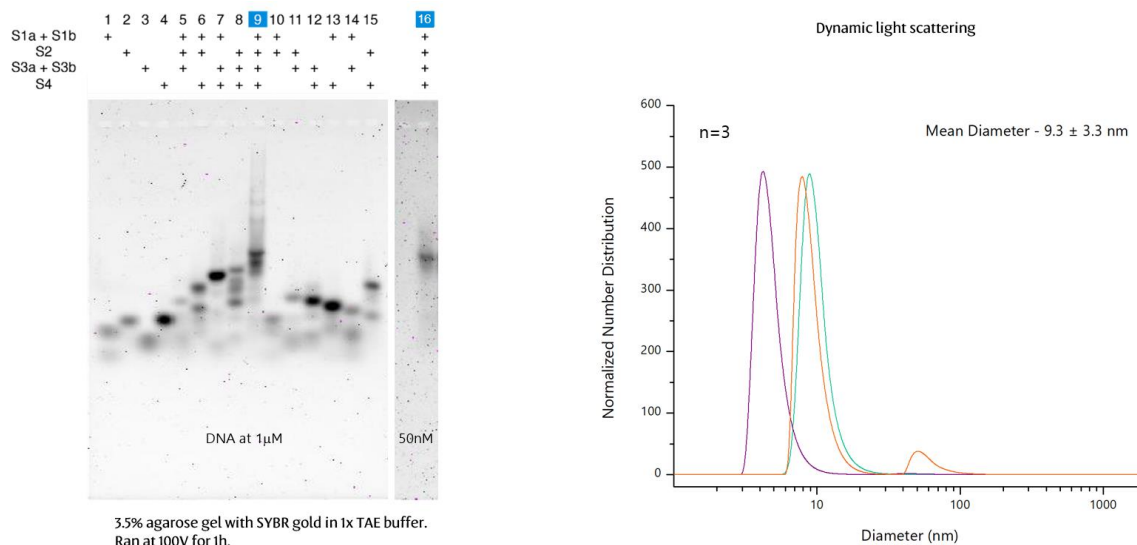 1 2 3 4 5 6 7 8 9 10 11 12 13 14 15 16
S1a + S1b + + + + + + + + +
S2 + + + + + + + + +
S3a + S3b + + + + + + + + +
S4 + + + + + + + + +
DNA at 1μM
50nM
3.5% agarose gel with SYBR gold in 1x TAE buffer.
Ran at 100V for 1h.
Dynamic light scattering
n=3
Mean Diameter - 9.3 ± 3.3 nm
Normalized Number Distribution
600
500
400
300
200
100
0
10 100 1000
Diameter (nm)